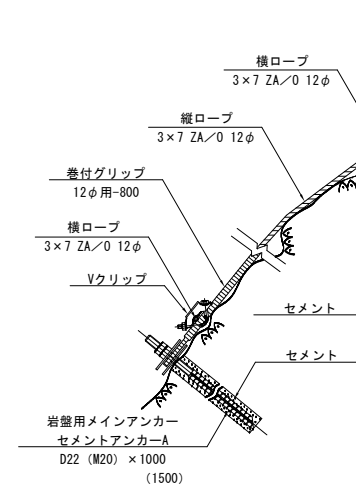 横ロープ
3×7 ZA/O 12φ
縦ロープ
3×7 ZA/O 12φ
巻付グリップ
12φ用-800
横ロープ
3×7 ZA/O 12φ
Vクリップ
セメント
セメント
岩盤用メインアンカー
セメントアンカーA
D22 (M20) ×1000
(1500)